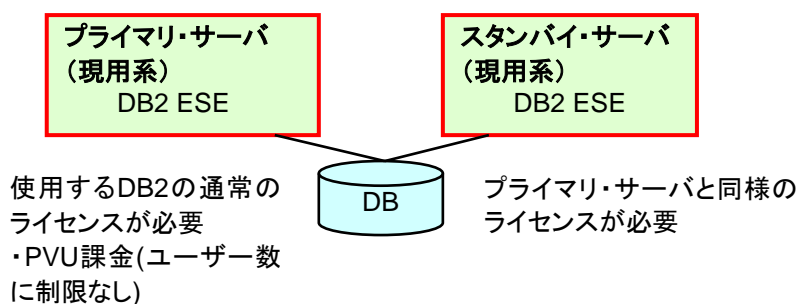 プライマリ・サーバ
（現用系）
DB2 ESE
スタンバイ・サーバ
（現用系）
DB2 ESE
DB
使用するDB2の通常の
ライセンスが必要
・PVU課金(ユーザー数
に制限なし)
プライマリ・サーバと同様の
ライセンスが必要